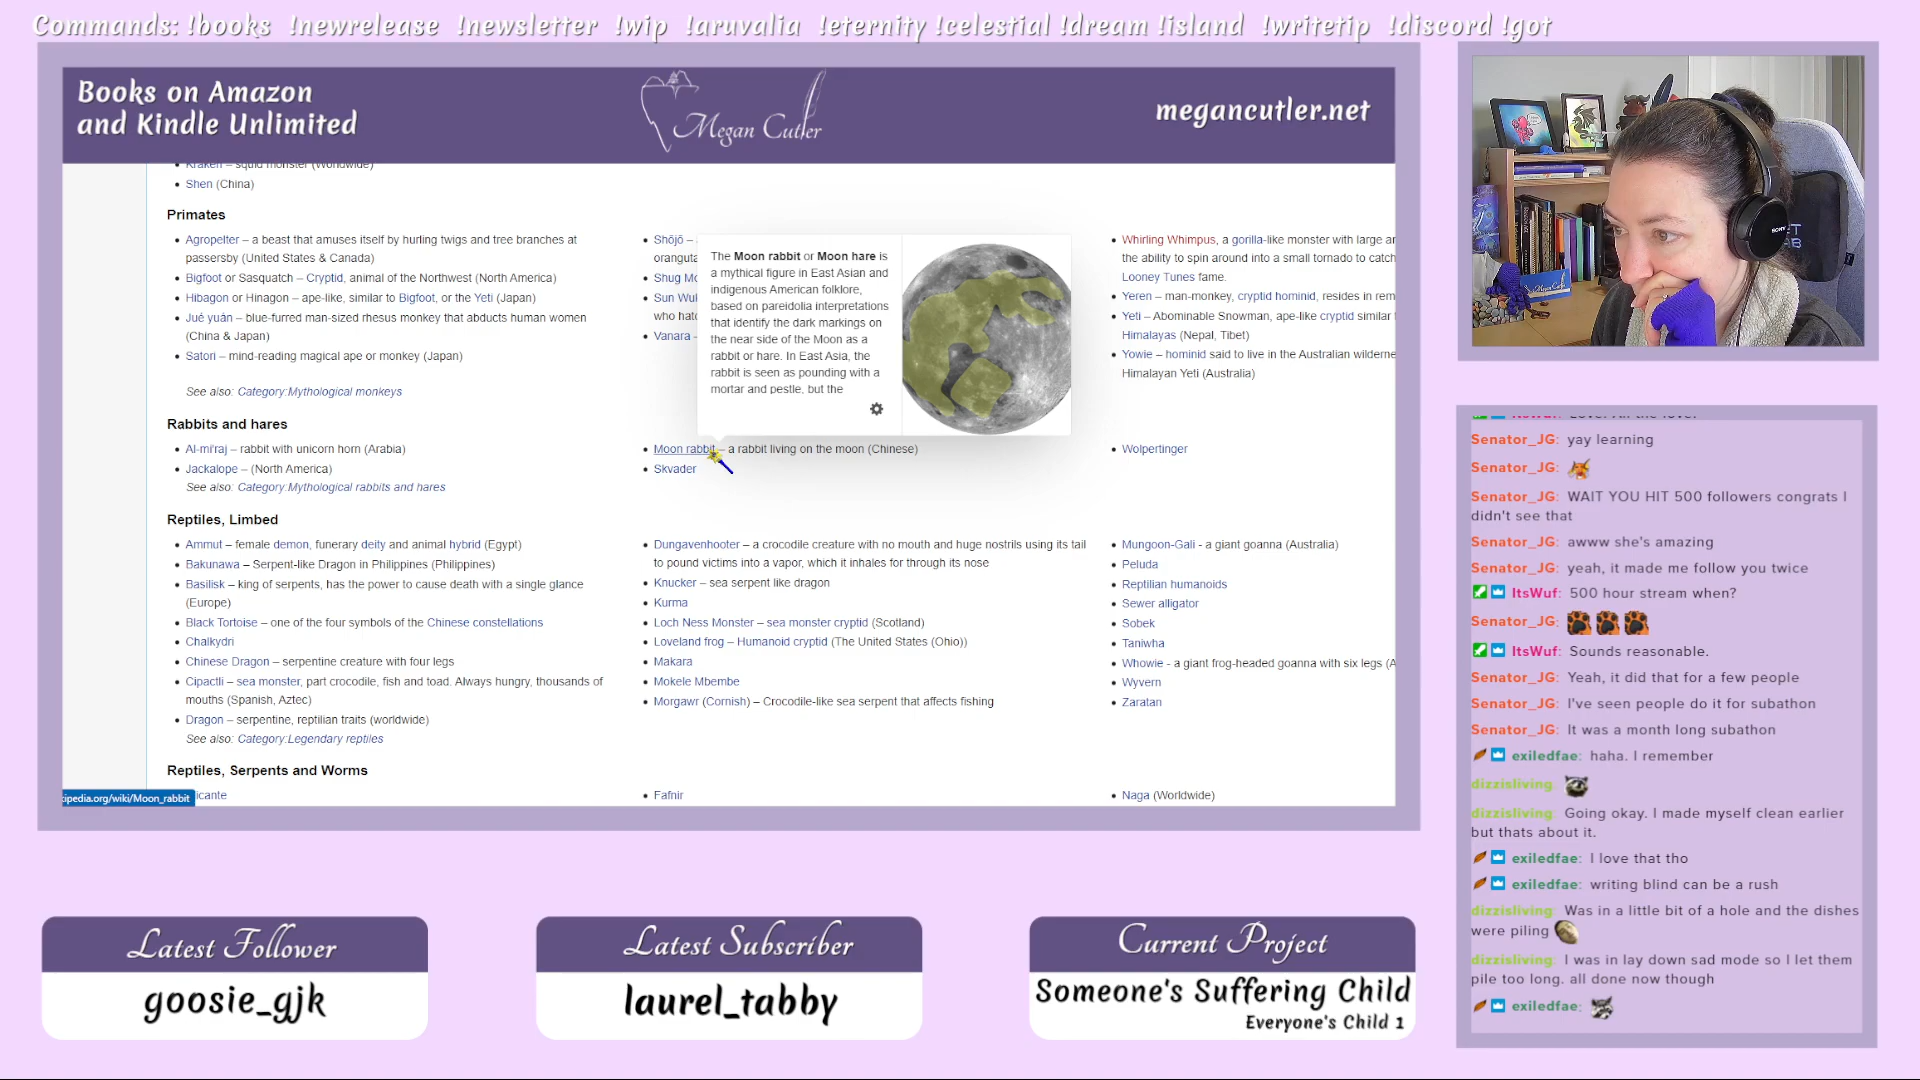 Commands: !books !newrelease !newsletter !wip !aruvalia !eternity !celestial !dream !island !writetip !discord !got
Books on Amazon
and Kindle Unlimited
Megan Cutler
megancutler.net
Kraken – squid monster (Worldwide)
Shen (China)
Primates
Agropelter – a beast that amuses itself by hurling twigs and tree branches at
passersby (United States & Canada)
Bigfoot or Sasquatch – Cryptid, animal of the Northwest (North America)
Hibagon or Hinagon – ape-like, similar to Bigfoot, or the Yeti (Japan)
Jué yuán – blue-furred man-sized rhesus monkey that abducts human women
(China & Japan)
Satori – mind-reading magical ape or monkey (Japan)
See also: Category:Mythological monkeys
Shōjō –
Shug
Sun
who
Vanara
The Moon rabbit or Moon hare is
a mythical figure in East Asian and
indigenous American folklore,
based on pareidolia interpretations
that identify the dark markings on
the near side of the Moon as a
rabbit or hare. In East Asia, the
rabbit is seen as pounding with a
mortar and pestle, but the
Whirling Whimpus, a gorilla-like monster with large
the ability to spin around into a small tornado to catch
Looney Tunes fame.
Yeren – man-monkey, cryptid hominid, resides in
Yeti – Abominable Snowman, ape-like cryptid similar
Himalayas (Nepal, Tibet)
Yowie – hominid said to live in the Australian
Himalayan Yeti (Australia)
Rabbits and hares
Al-mi'raj – rabbit with unicorn horn (Arabia)
Jackalope – (North America)
See also: Category:Mythological rabbits and hares
Moon rabbit – a rabbit living on the moon (Chinese)
Skvader
Wolpertinger
Reptiles, Limbed
Ammut – female demon, funerary deity and animal hybrid (Egypt)
Bakunawa – Serpent-like Dragon in Philippines (Philippines)
Basilisk – king of serpents, has the power to cause death with a single glance
(Europe)
Black Tortoise – one of the four symbols of the Chinese constellations
Chalkydri
Chinese Dragon – serpentine creature with four legs
Cipactli – sea monster, part crocodile, fish and toad. Always hungry, thousands of
mouths (Spanish, Aztec)
Dragon – serpentine, reptilian traits (worldwide)
See also: Category:Legendary reptiles
Dungavenhooter – a crocodile creature with no mouth and huge nostrils using its tail
to pound victims into a vapor, which it inhales for through its nose
Knucker – sea serpent like dragon
Kurma
Loch Ness Monster – sea monster cryptid (Scotland)
Loveland frog – Humanoid cryptid (The United States (Ohio))
Makara
Mokele Mbembe
Morgawr (Cornish) – Crocodile-like sea serpent that affects fishing
Mungoon-Gali - a giant goanna (Australia)
Peluda
Reptilian humanoids
Sewer alligator
Sobek
Taniwha
Whowie - a giant frog-headed goanna with six legs
Wyvern
Zaratan
Reptiles, Serpents and Worms
icante
Fafnir
Naga (Worldwide)
ipedia.org/wiki/Moon_rabbit
SONY
Senator_JG: yay learning
Senator_JG:
Senator_JG: WAIT YOU HIT 500 followers congrats I
didn't see that
Senator_JG: awww she's amazing
Senator_JG: yeah, it made me follow you twice
ItsWuf: 500 hour stream when?
Senator_JG:
ItsWuf: Sounds reasonable.
Senator_JG: Yeah, it did that for a few people
Senator_JG: I've seen people do it for subathon
Senator_JG: It was a month long subathon
exiledfae: haha. I remember
dizzisliving:
dizzisliving: Going okay. I made myself clean earlier
but thats about it.
exiledfae: I love that tho
exiledfae: writing blind can be a rush
dizzisliving: Was in a little bit of a hole and the dishes
were piling
dizzisliving: I was in lay down sad mode so I let them
pile too long. all done now though
exiledfae:
Latest Follower
goosie_gjk
Latest Subscriber
laurel_tabby
Current Project
Someone's Suffering Child
Everyone's Child 1